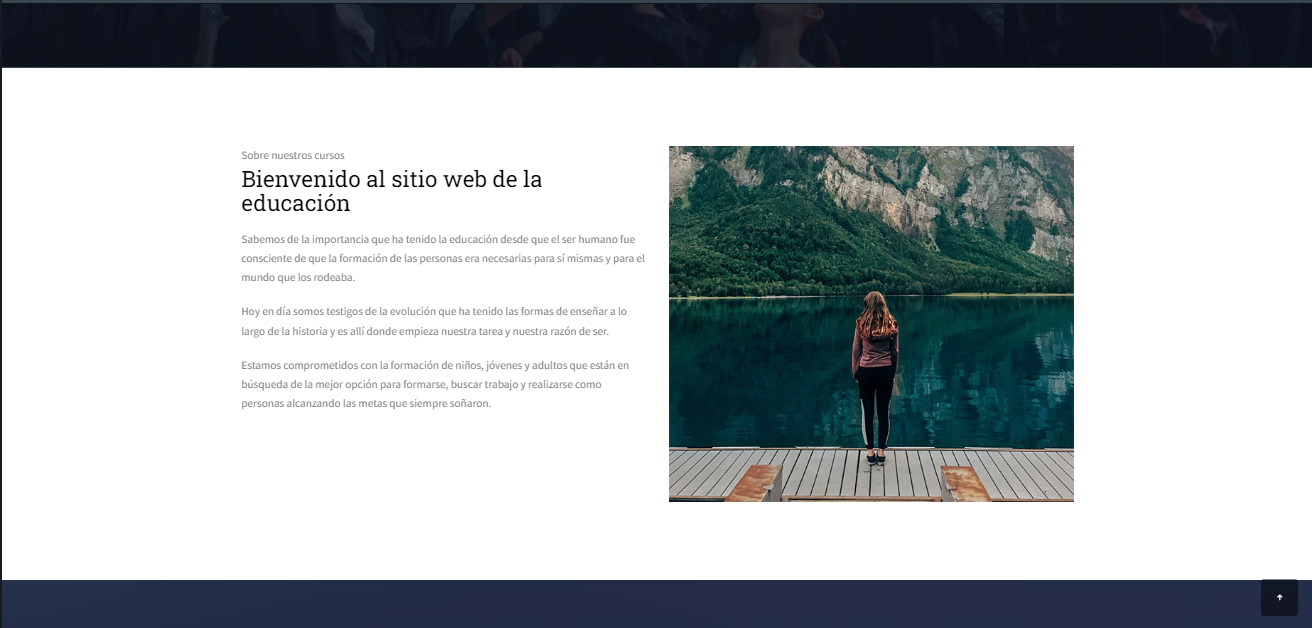 Sobre nuestros cursos
Bienvenido al sitio web de la
educación
Sabemos de la importancia que ha tenido la educación desde que el ser humano fue
consciente de que la formación de las personas era necesarias para sí mismas y para el
mundo que los rodeaba.
Hoy en día somos testigos de la evolución que ha tenido las formas de enseñar a lo
largo de la historia y es allí donde empieza nuestra tarea y nuestra razón de ser.
Estamos comprometidos con la formación de niños, jóvenes y adultos que están en
búsqueda de la mejor opción para formarse, buscar trabajo y realizarse como
personas alcanzando las metas que siempre soñaron.